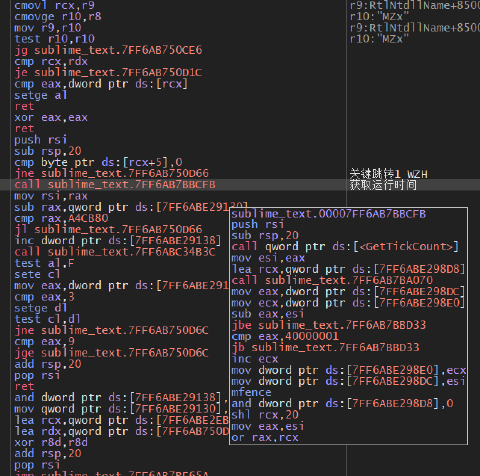 cmovl rcx,r9
cmovge r10,r8
mov r9,r10
test r10,r10
jg sublime_text.7FF6AB750CE6
cmp rcx,rdx
je sublime_text.7FF6AB750D1C
cmp eax,dword ptr ds:[rcx]
setge al
ret
xor eax,eax
ret
push rsi
sub rsp,20
cmp byte ptr ds:[rcx+5],0
jne sublime_text.7FF6AB750D66
call sublime_text.7FF6AB7BBCFB
mov rsi,rax
sub rax,qword ptr ds:[7FF6ABE29130]
cmp rax,A4CB80
jl sublime_text.7FF6AB750D66
inc dword ptr ds:[7FF6ABE29138]
call sublime_text.7FF6ABC34B3C
test al,F
sete cl
mov eax,dword ptr ds:[7FF6ABE291
cmp eax,3
setge dl
test cl,dl
jne sublime_text.7FF6AB750D6C
cmp eax,9
jge sublime_text.7FF6AB750D6C
add rsp,20
pop rsi
ret
and dword ptr ds:[7FF6ABE29138],
mov qword ptr ds:[7FF6ABE29130],
lea rcx,qword ptr ds:[7FF6ABE2EB
lea rdx,qword ptr ds:[7FF6AB750D
xor r8d,r8d
add rsp,20
pop rsi
r9:RtlNtdllName+8500
r10:"MZx"
r9:RtlNtdllName+8500
r10:"MZx"
关键跳转1 WZH
获取运行时间
sublime_text.00007FF6AB7BBCFB
push rsi
sub rsp,20
call qword ptr ds:[<GetTickCount>]
mov esi,eax
lea rcx,qword ptr ds:[7FF6ABE298D8]
call sublime_text.7FF6AB7BA070
mov eax,dword ptr ds:[7FF6ABE298DC]
mov ecx,dword ptr ds:[7FF6ABE298E0]
sub eax,esi
jbe sublime_text.7FF6AB7BBD33
cmp eax,40000001
jb sublime_text.7FF6AB7BBD33
inc ecx
mov dword ptr ds:[7FF6ABE298E0],ecx
mov dword ptr ds:[7FF6ABE298DC],esi
mfence
and dword ptr ds:[7FF6ABE298D8],0
shl rcx,20
mov eax,esi
or rax,rcx